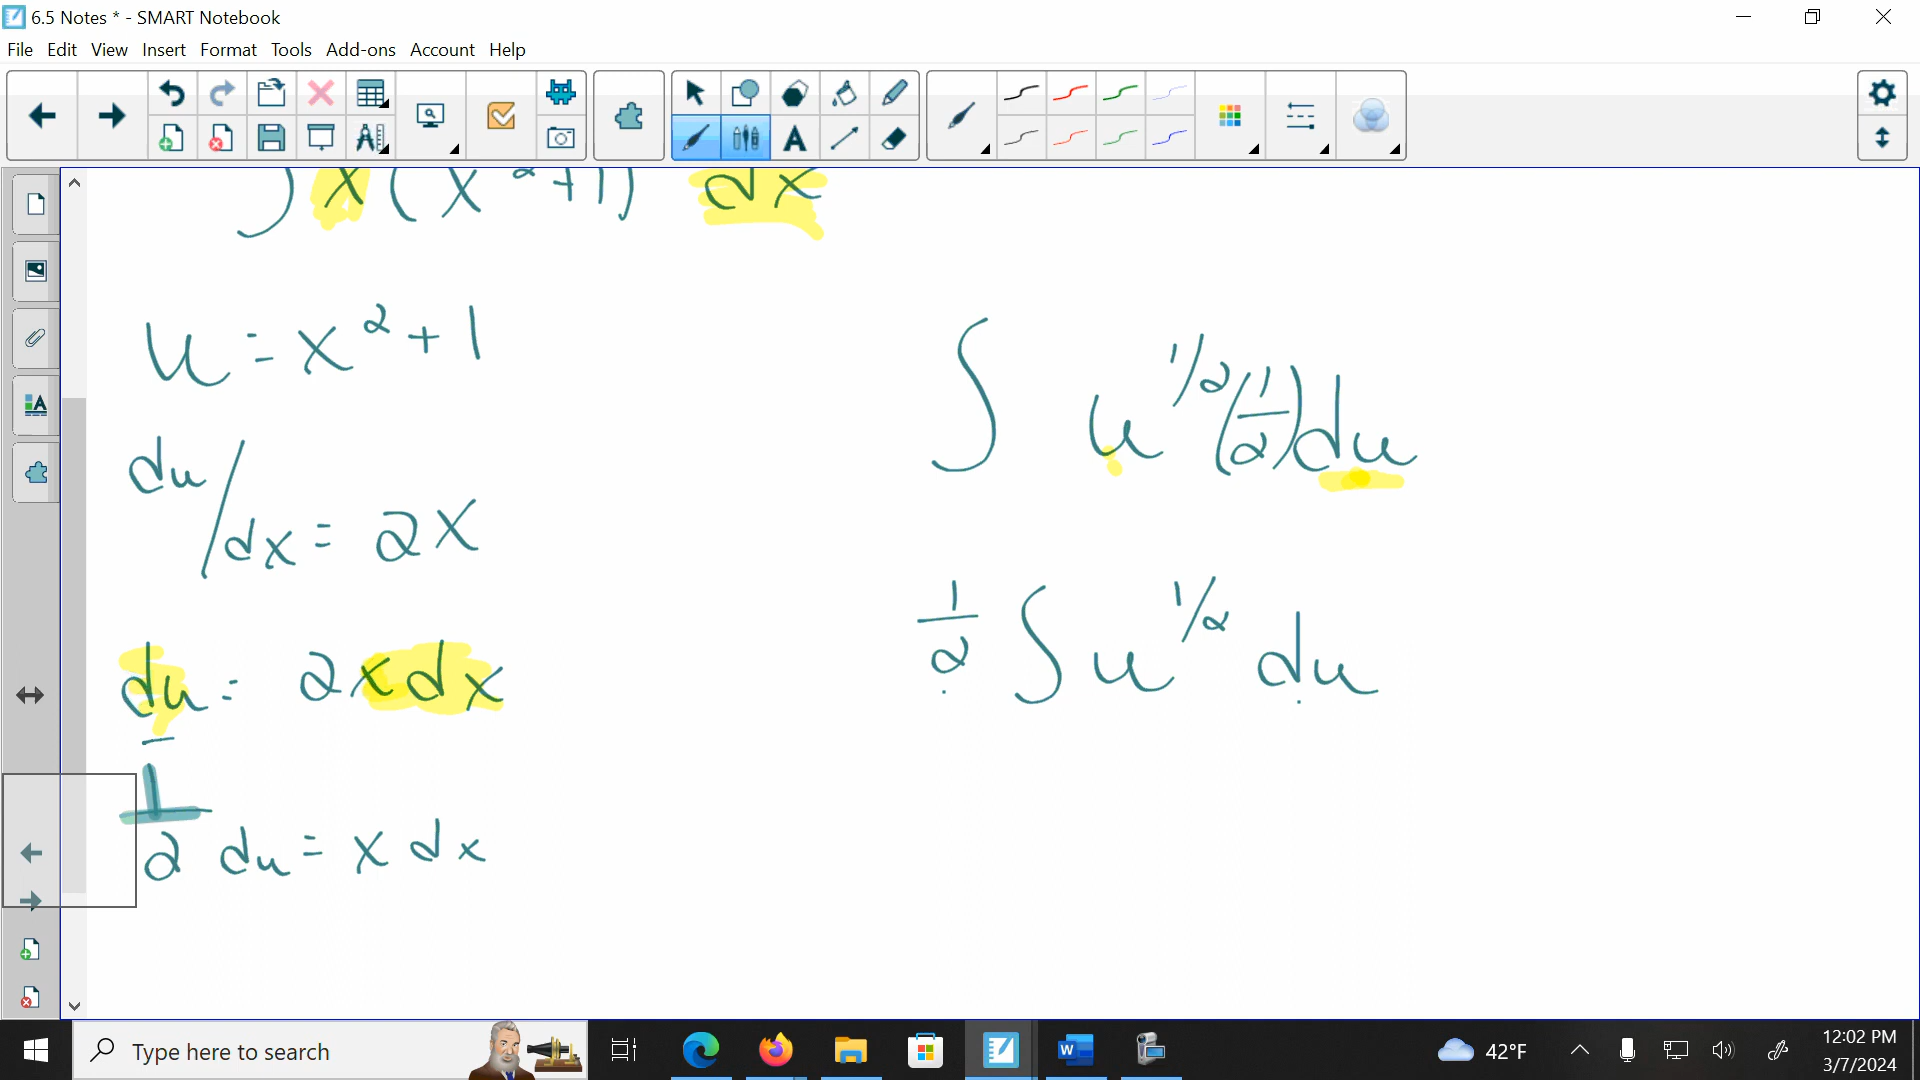 6.5 Notes * - SMART Notebook
File Edit View Insert Format Tools Add-ons Account Help
∫ x (x² + 1) dx
u = x² + 1
∫ u^1/2 (1/2) du
du/dx = 2x
1/2 ∫ u^1/2 du
du = 2x dx
1/2 du = x dx
Type here to search
42°F
12:02 PM
3/7/2024